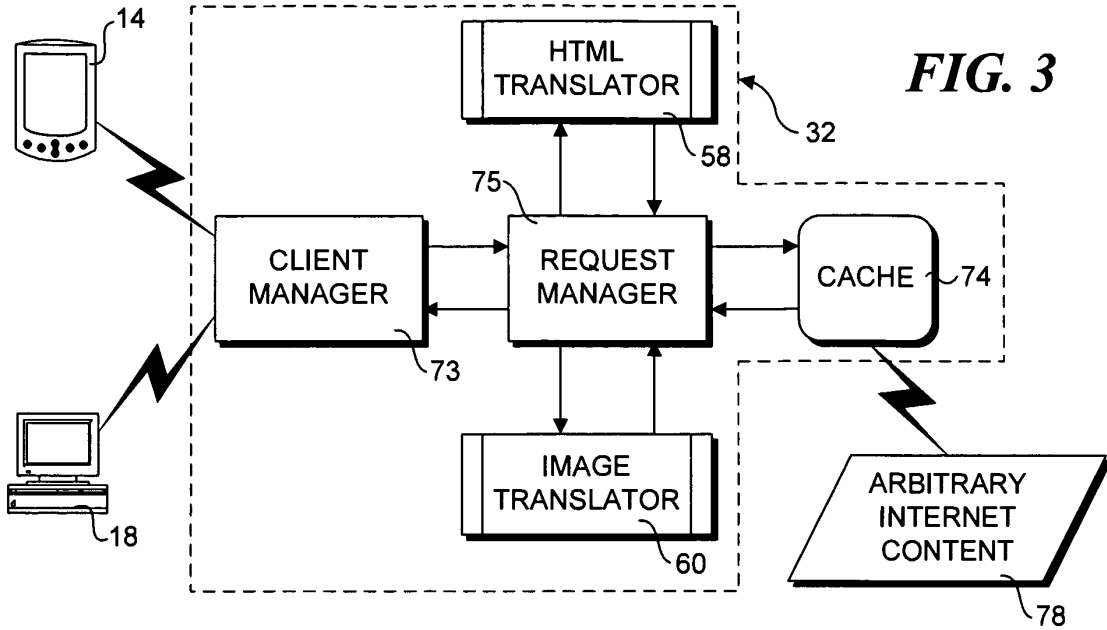 14
HTML
TRANSLATOR
58
FIG. 3
32
75
CLIENT
MANAGER
73
REQUEST
MANAGER
CACHE
74
18
IMAGE
TRANSLATOR
60
ARBITRARY
INTERNET
CONTENT
78